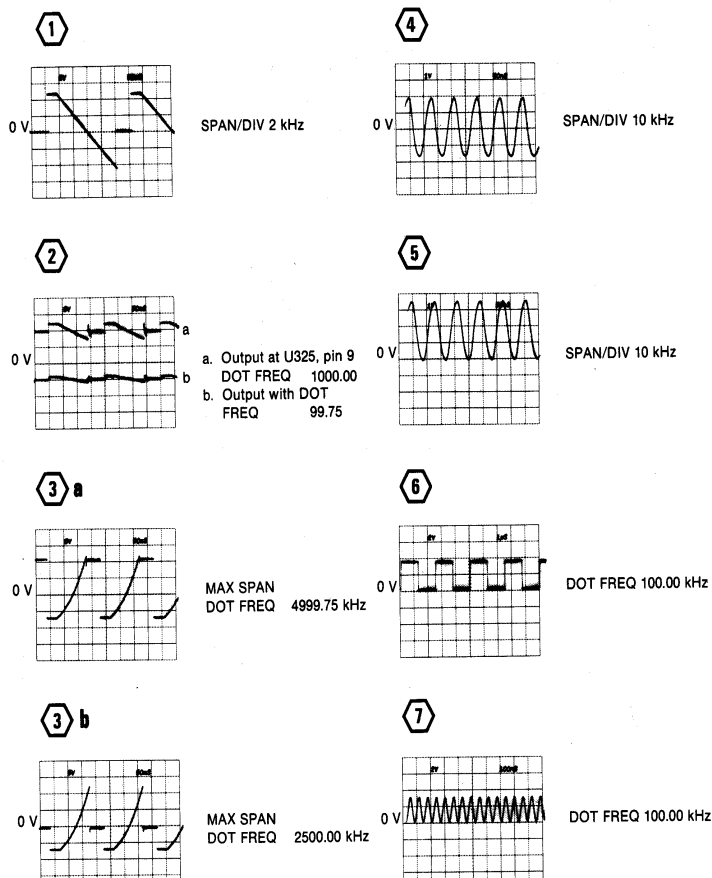 1
0 V
SPAN/DIV 2 kHz
2
0 V
a
b
a. Output at U325, pin 9
DOT FREQ 1000.00
b. Output with DOT
FREQ 99.75
3 a
0 V
MAX SPAN
DOT FREQ 4999.75 kHz
3 b
0 V
MAX SPAN
DOT FREQ 2500.00 kHz
4
1V
0 V
SPAN/DIV 10 kHz
5
0 V
SPAN/DIV 10 kHz
6
0 V
DOT FREQ 100.00 kHz
7
0 V
DOT FREQ 100.00 kHz